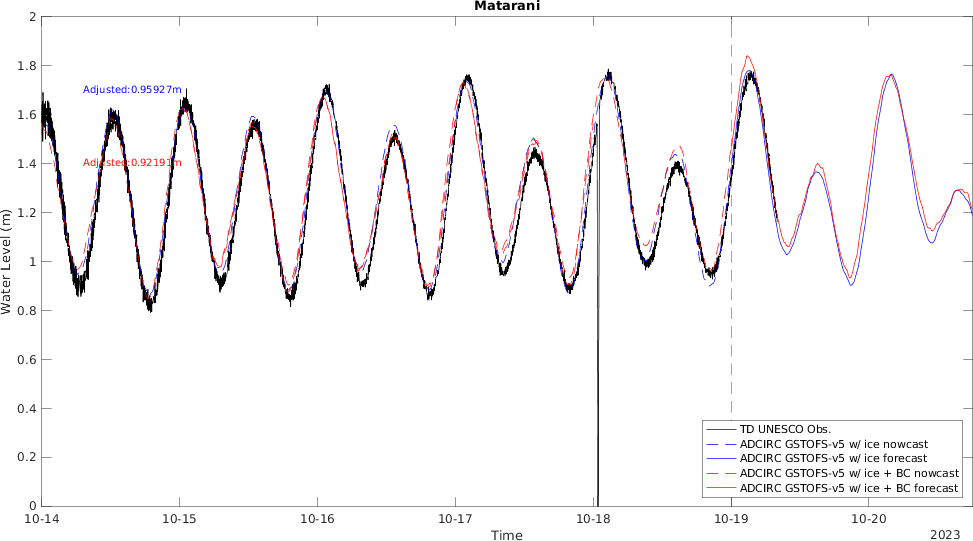 Matarani
2
1.8
1.6
1.4
1.2
1
0.8
0.6
0.4
0.2
0
Water Level (m)
Adjusted:0.95927m
Adjusted:0.92191m
TD UNESCO Obs.
ADCIRC GSTOFS-v5 w/ ice nowcast
ADCIRC GSTOFS-v5 w/ ice forecast
ADCIRC GSTOFS-v5 w/ ice + BC nowcast
ADCIRC GSTOFS-v5 w/ ice + BC forecast
10-14 10-15 10-16 10-17 10-18 10-19 10-20
Time
2023